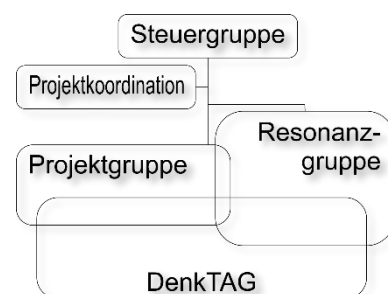 Steuergruppe
Projektkoordination
Resonanz-
gruppe
Projektgruppe
DenkTAG